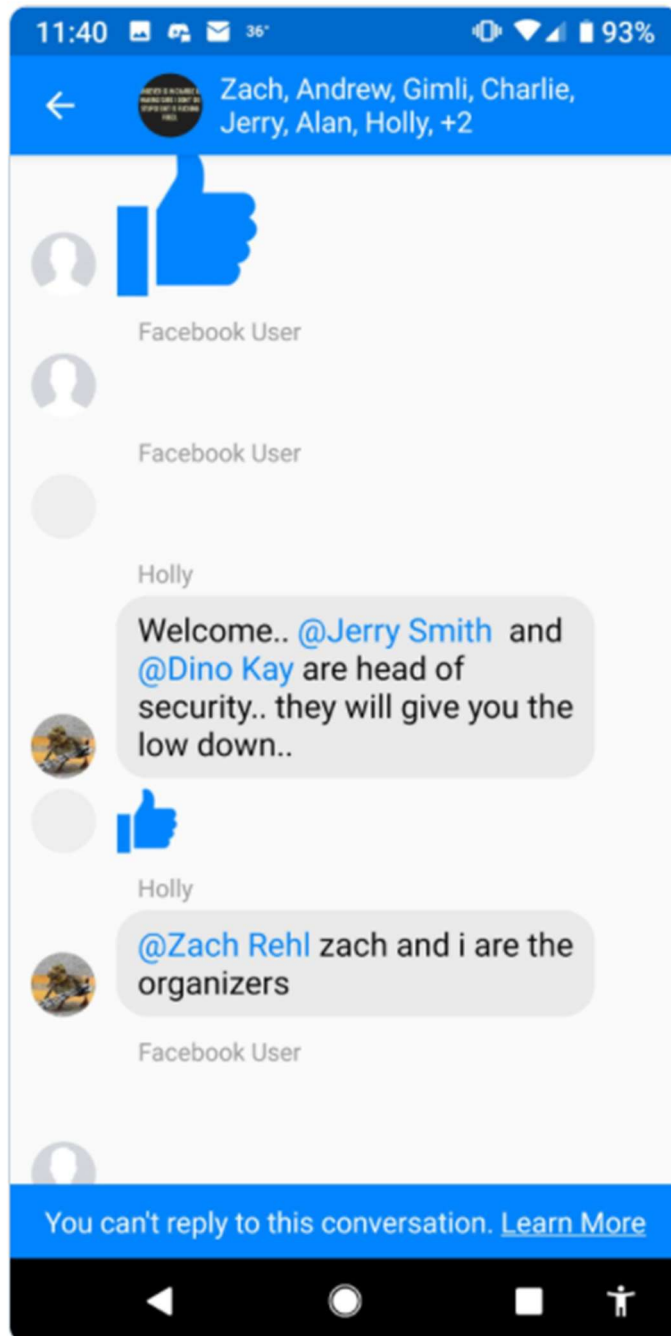 11:40 36° 93%
Zach, Andrew, Gimli, Charlie,
Jerry, Alan, Holly, +2
Facebook User
Facebook User
Holly
Welcome.. @Jerry Smith and
@Dino Kay are head of
security.. they will give you the
low down..
Holly
@Zach Rehl zach and i are the
organizers
Facebook User
You can't reply to this conversation. Learn More